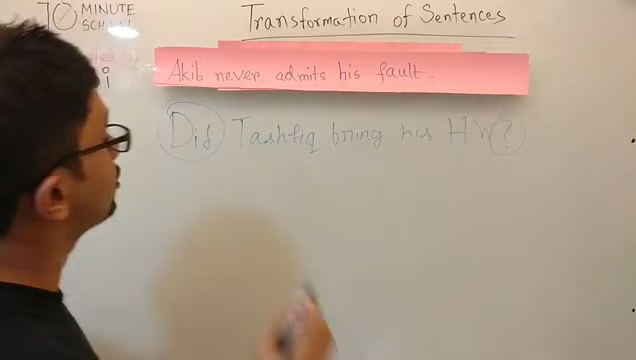 10 MINUTE
SCHOOL
Transformation of Sentences
Akib never admits his fault.
Did Tashfiq bring his HW?